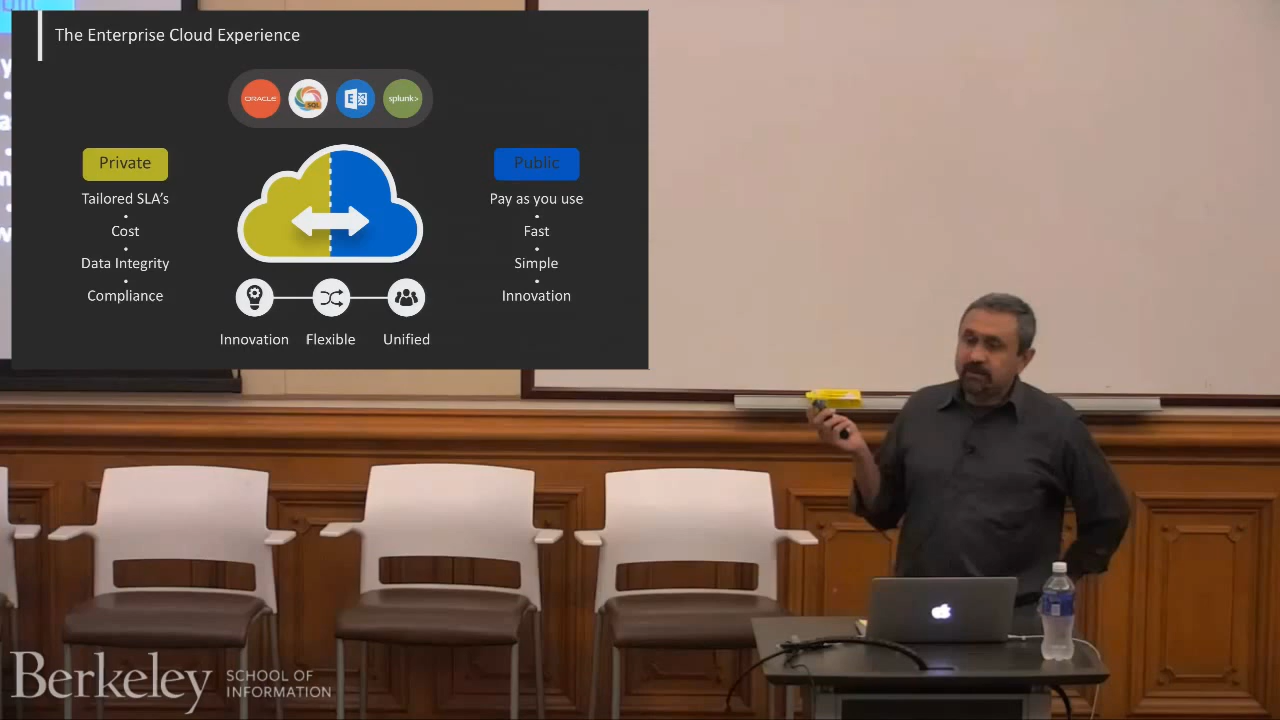 The Enterprise Cloud Experience
ORACLE
SQL
E
splunk>
Private
Public
Tailored SLA's
Pay as you use
Cost
Fast
Data Integrity
Simple
Compliance
Innovation
Innovation Flexible Unified
Berkeley
SCHOOL OF
INFORMATION